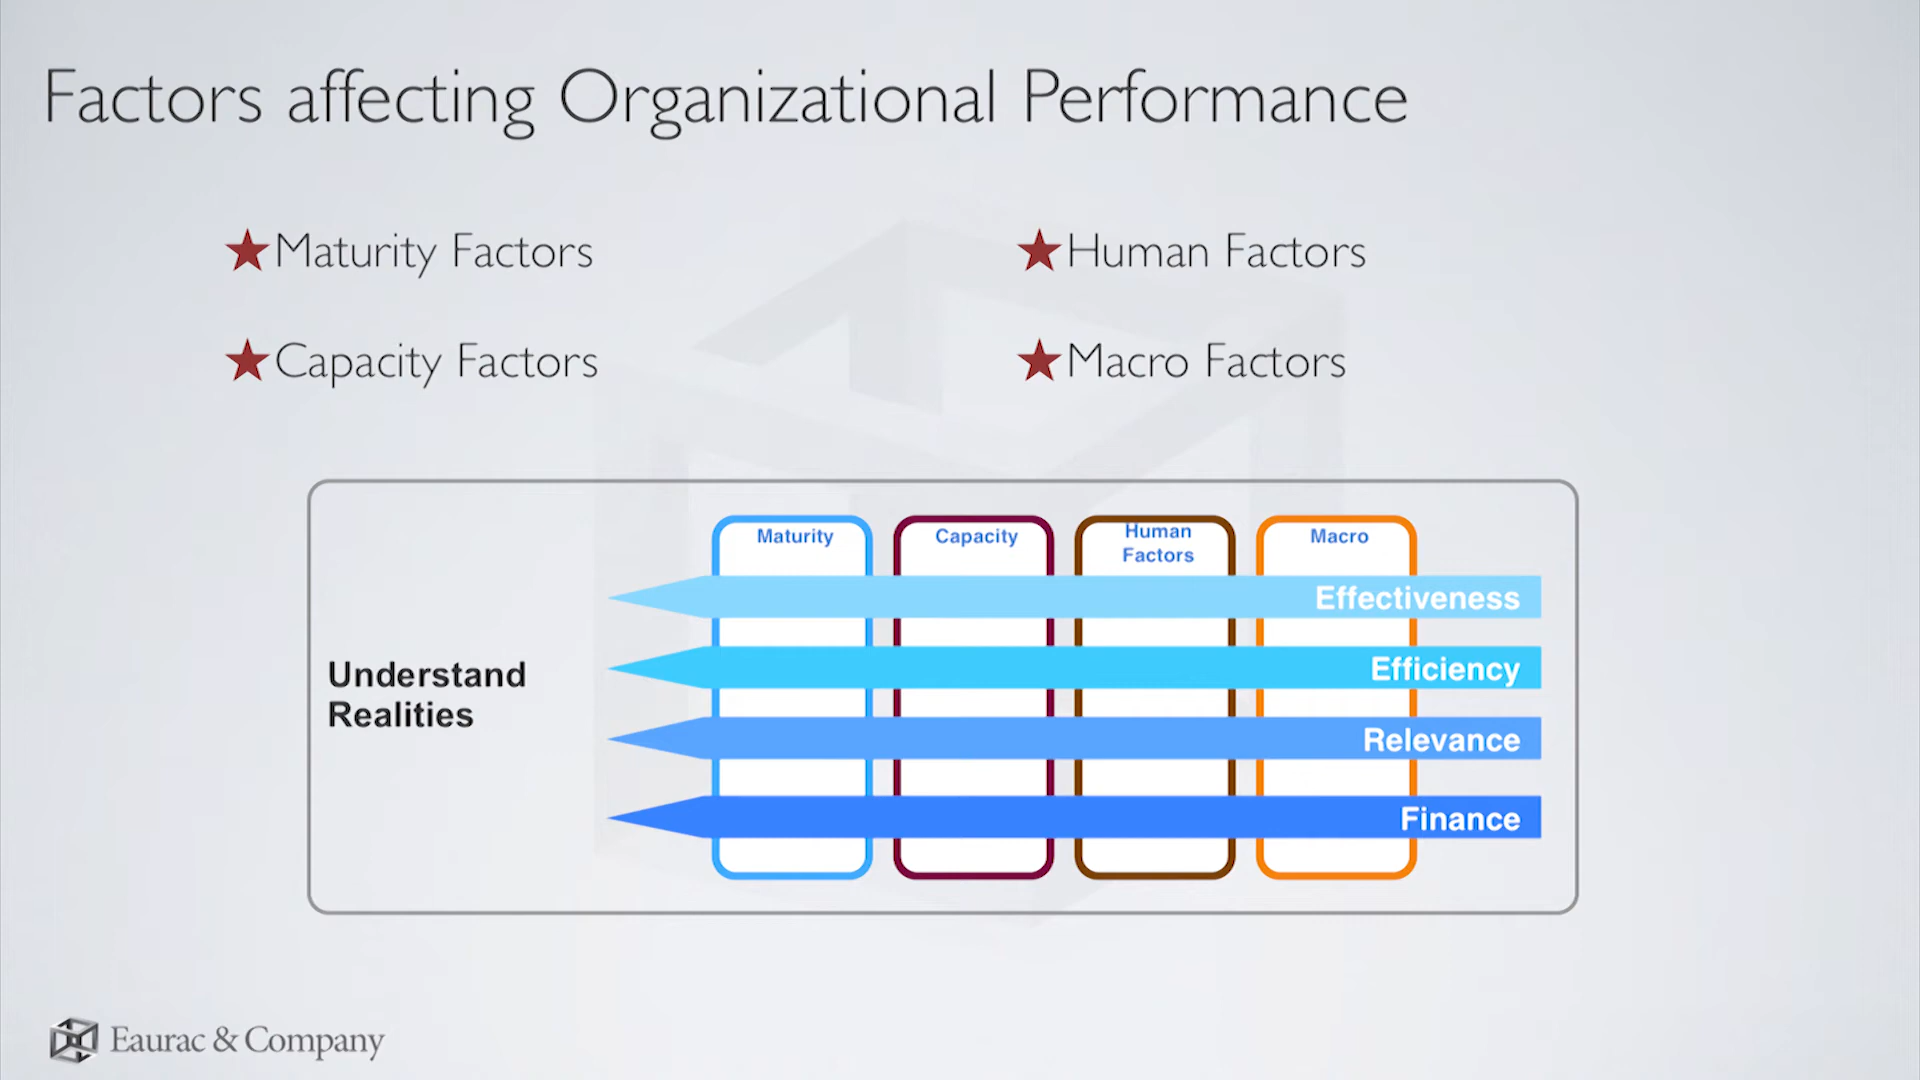 Factors affecting Organizational Performance
Maturity Factors
Human Factors
Capacity Factors
Macro Factors
Maturity
Capacity
Human
Factors
Macro
Effectiveness
Efficiency
Understand
Realities
Relevance
Finance
Eaurac & Company